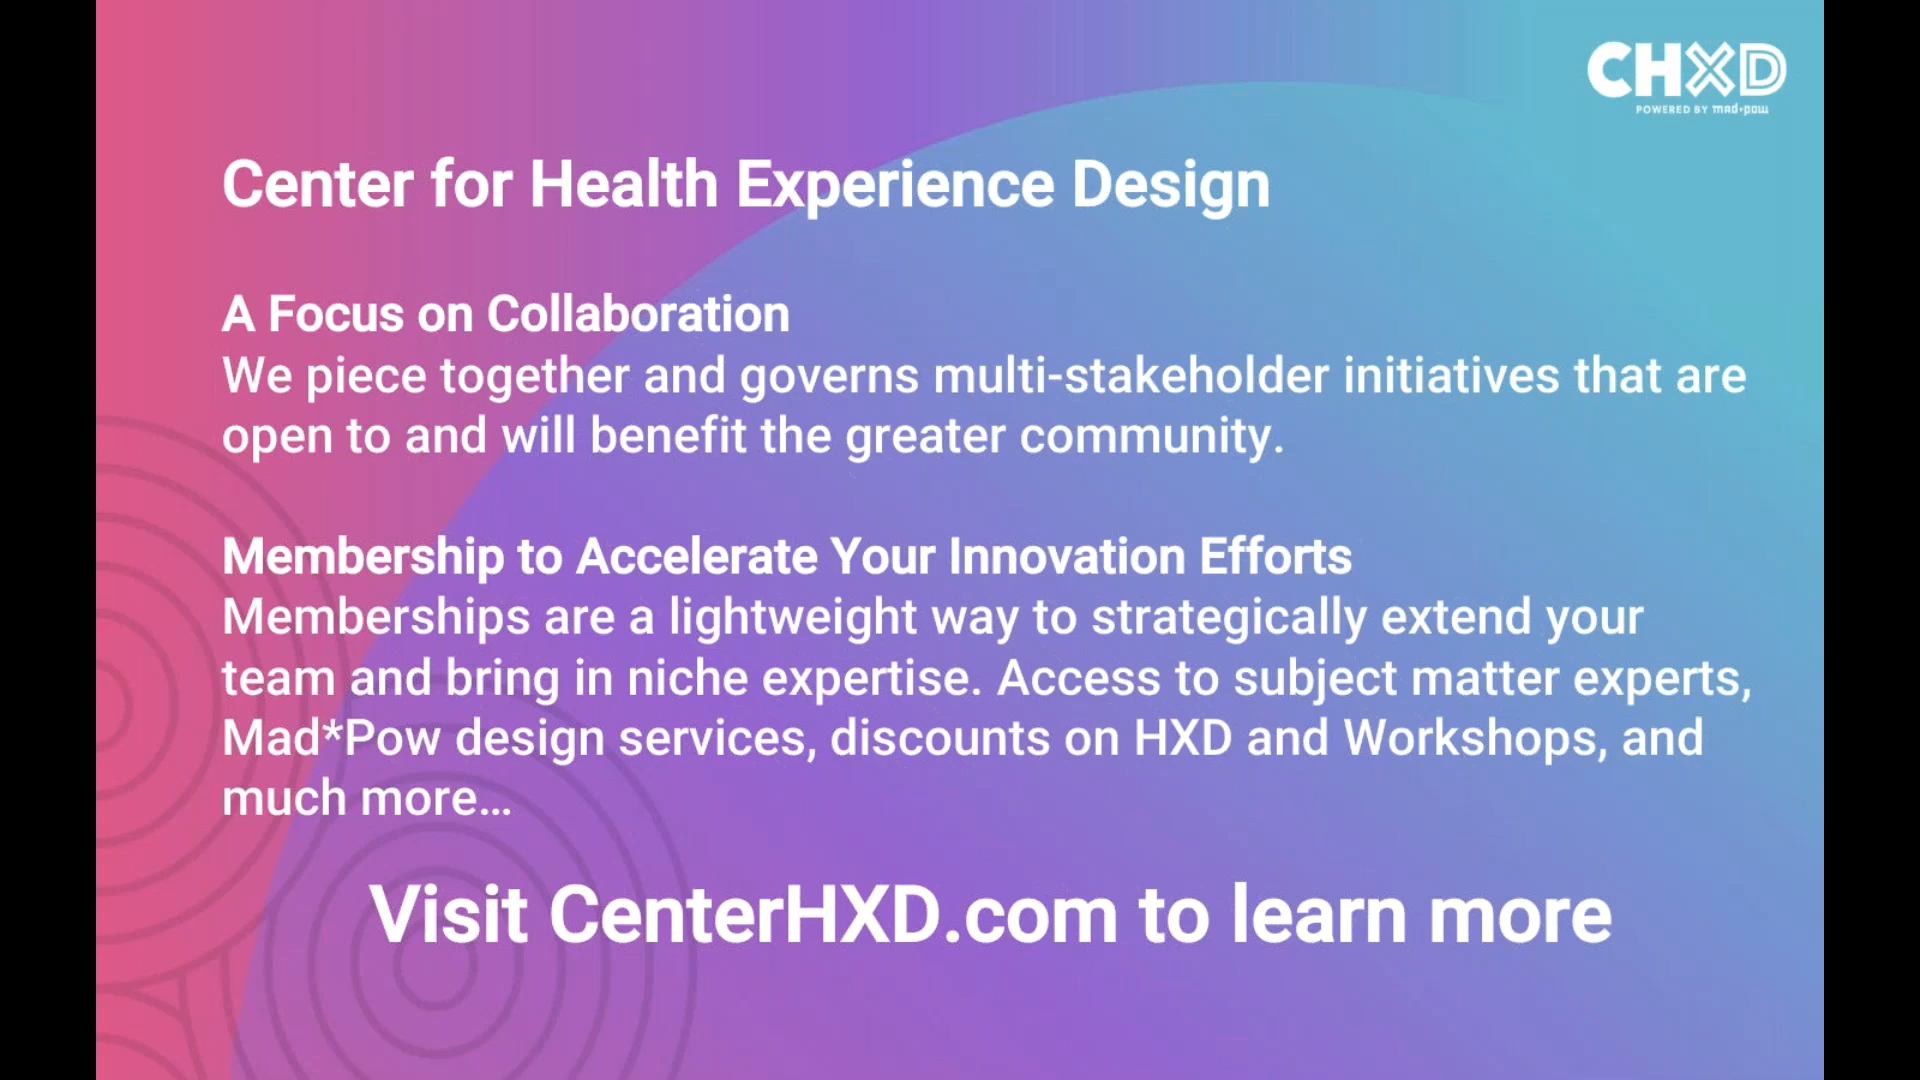 CHXD
POWERED BY mad*pow
Center for Health Experience Design
A Focus on Collaboration
We piece together and governs multi-stakeholder initiatives that are
open to and will benefit the greater community.
Membership to Accelerate Your Innovation Efforts
Memberships are a lightweight way to strategically extend your
team and bring in niche expertise. Access to subject matter experts,
Mad*Pow design services, discounts on HXD and Workshops, and
much more…
Visit CenterHXD.com to learn more